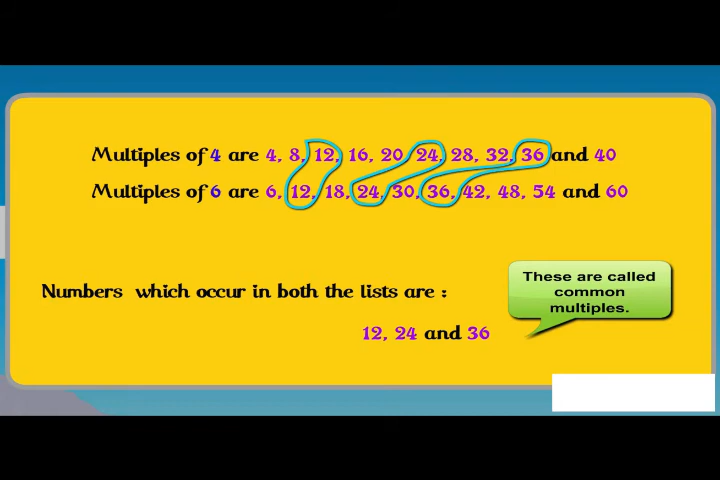 Multiples of 4 are 4, 8, 12, 16, 20, 24, 28, 32, 36 and 40
Multiples of 6 are 6, 12, 18, 24, 30, 36, 42, 48, 54 and 60
Numbers which occur in both the lists are :
12, 24 and 36
These are called
common
multiples.